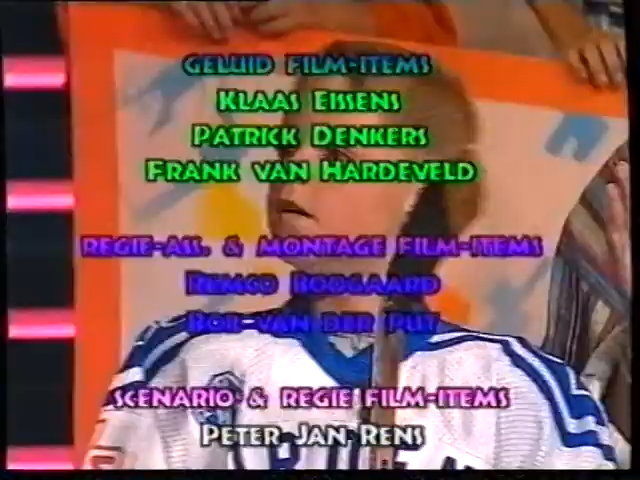 GELUID FILM-ITEMS
KLAAS EISSENS
PATRICK DENKERS
FRANK VAN HARDEVELD
REGIE-ASS. & MONTAGE FILM-ITEMS
REMCO BOOGAARD
BOB VAN DER PUT
SCENARIO & REGIE FILM-ITEMS
PETER JAN RENS